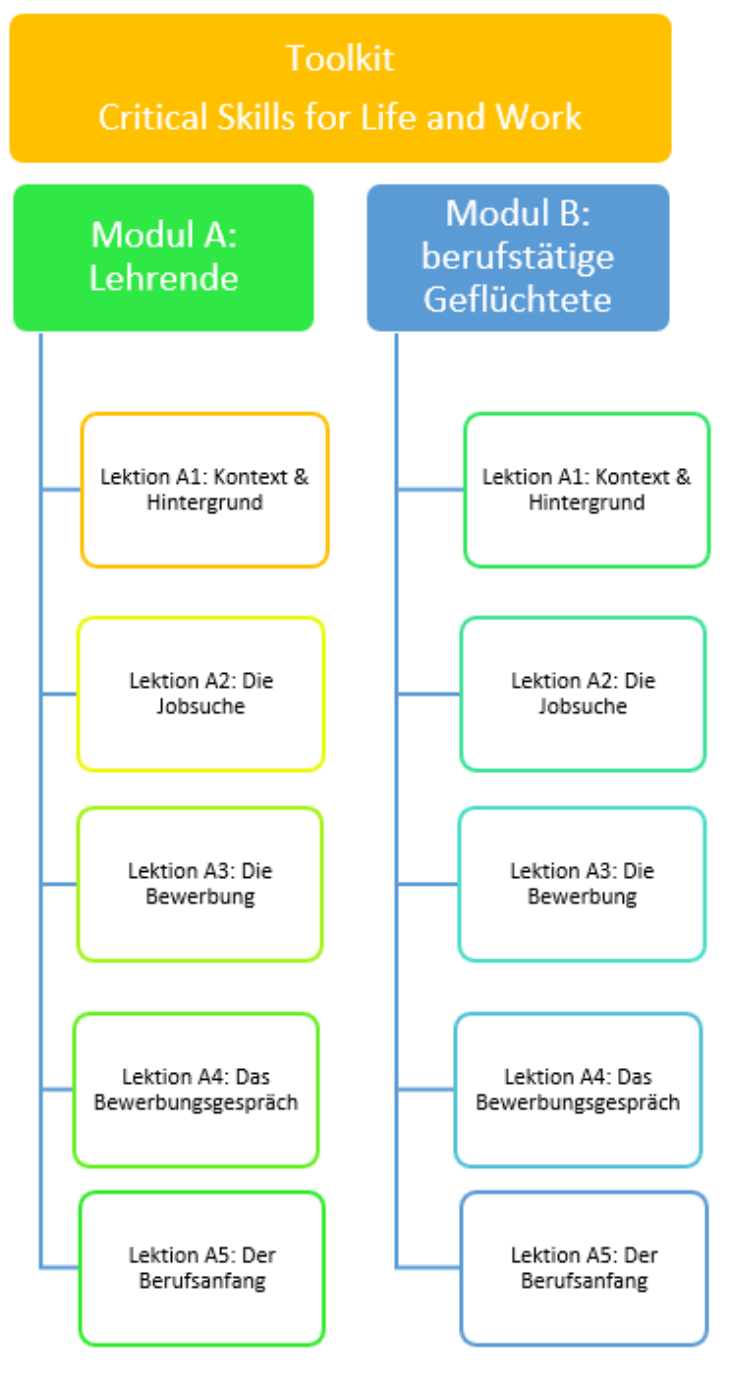 Toolkit
Critical Skills for Life and Work
Modul A:
Lehrende
Lektion A1: Kontext &
Hintergrund
Lektion A2: Die
Jobsuche
Lektion A3: Die
Bewerbung
Lektion A4: Das
Bewerbungsgespräch
Lektion A5: Der
Berufsanfang
Modul B:
berufstätige
Geflüchtete
Lektion A1: Kontext &
Hintergrund
Lektion A2: Die
Jobsuche
Lektion A3: Die
Bewerbung
Lektion A4: Das
Bewerbungsgespräch
Lektion A5: Der
Berufsanfang